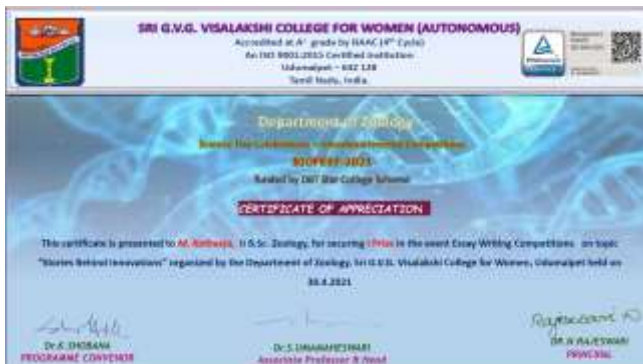 SRI G.V.G. VISALAKSHI COLLEGE FOR WOMEN (AUTONOMOUS)
Accredited at A+ grade by NAAC (4th Cycle)
An ISO 9001:2015 Certified Institution
Udumalpet - 642 128
Tamil Nadu, India.
Department of Zoology
BIOFEST-2021
funded by DBT Star College Scheme
CERTIFICATE OF APPRECIATION
This certificate is presented to M. II B.Sc. Zoology, for securing I Prize in the event Essay Writing Competitions on topic
"Stories Behind Innovations" organized by the Department of Zoology, Sri G.V.G. Visalakshi College for Women, Udumalpet held on
30.4.2021
Rajeswari
Dr.K.SHOBANA
Dr.S.UMAMAHESWARI
DR.N.RAJESWARI
PROGRAMME CONVENOR
Associate Professor & Head
PRINCIPAL